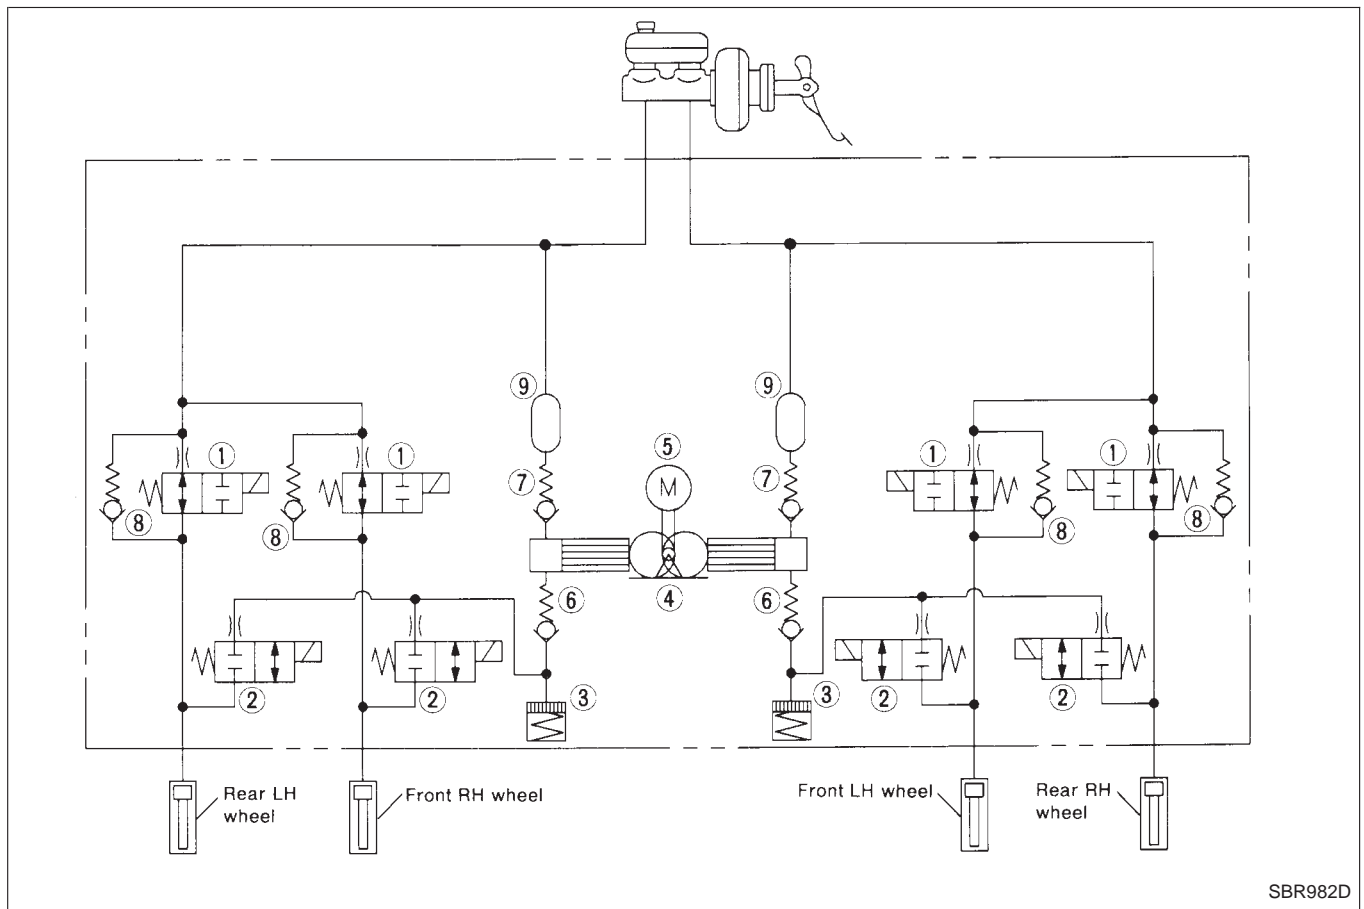 ⑨ ⑨
⑤
① ① ① ①
⑦ M ⑦
⑧ ⑧ ⑧ ⑧
⑥ ④ ⑥
② ② ③ ③ ② ②
Rear LH
wheel
Front RH wheel
Front LH wheel
Rear RH
wheel
SBR982D